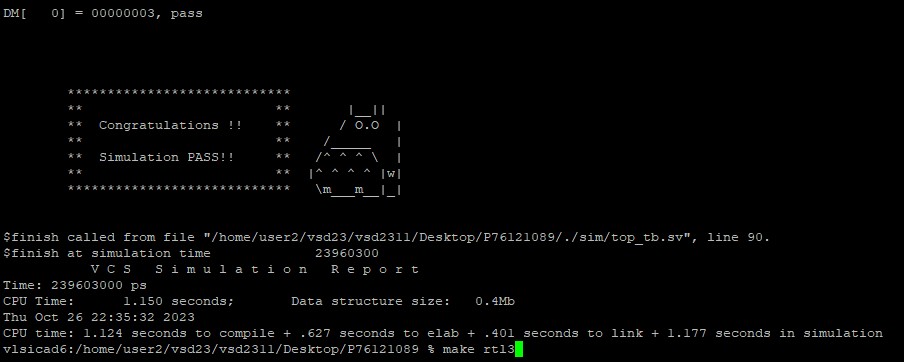 DM[   0] = 00000003, pass
****************************
**                        **       |__||
**  Congratulations !!    **      / O.O  |
**                        **    /_____   |
**  Simulation PASS!!     **   /^ ^ ^ \  |
**                        **  |^ ^ ^ ^ |w|
****************************   \m___m__|_|
$finish called from file "/home/user2/vsd23/vsd2311/Desktop/P76121089/./sim/top_tb.sv", line 90.
$finish at simulation time             23960300
V C S   S i m u l a t i o n   R e p o r t
Time: 239603000 ps
CPU Time:      1.150 seconds;       Data structure size:   0.4Mb
Thu Oct 26 22:35:32 2023
CPU time: 1.124 seconds to compile + .627 seconds to elab + .401 seconds to link + 1.177 seconds in simulation
vlsicad6:/home/user2/vsd23/vsd2311/Desktop/P76121089 % make rtl3